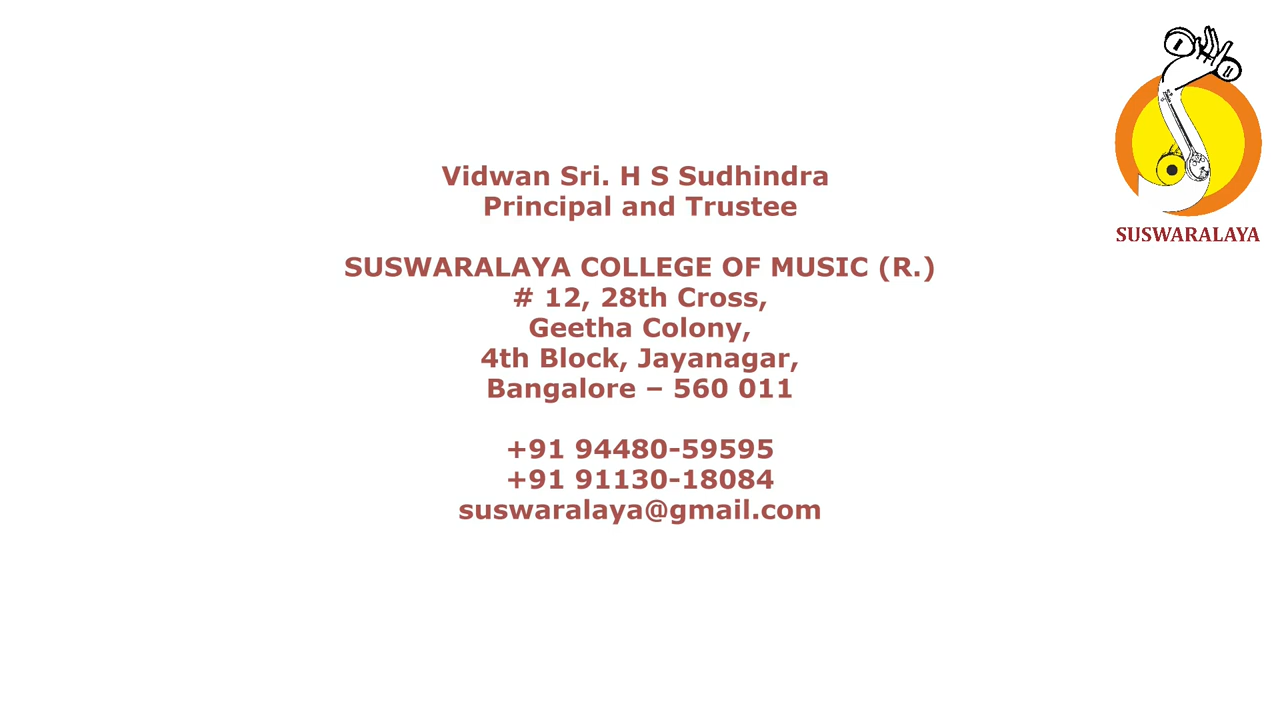 Vidwan Sri. H S Sudhindra
Principal and Trustee
SUSWARALAYA
SUSWARALAYA COLLEGE OF MUSIC (R.)
# 12, 28th Cross,
Geetha Colony,
4th Block, Jayanagar,
Bangalore – 560 011
+91 94480-59595
+91 91130-18084
suswaralaya@gmail.com